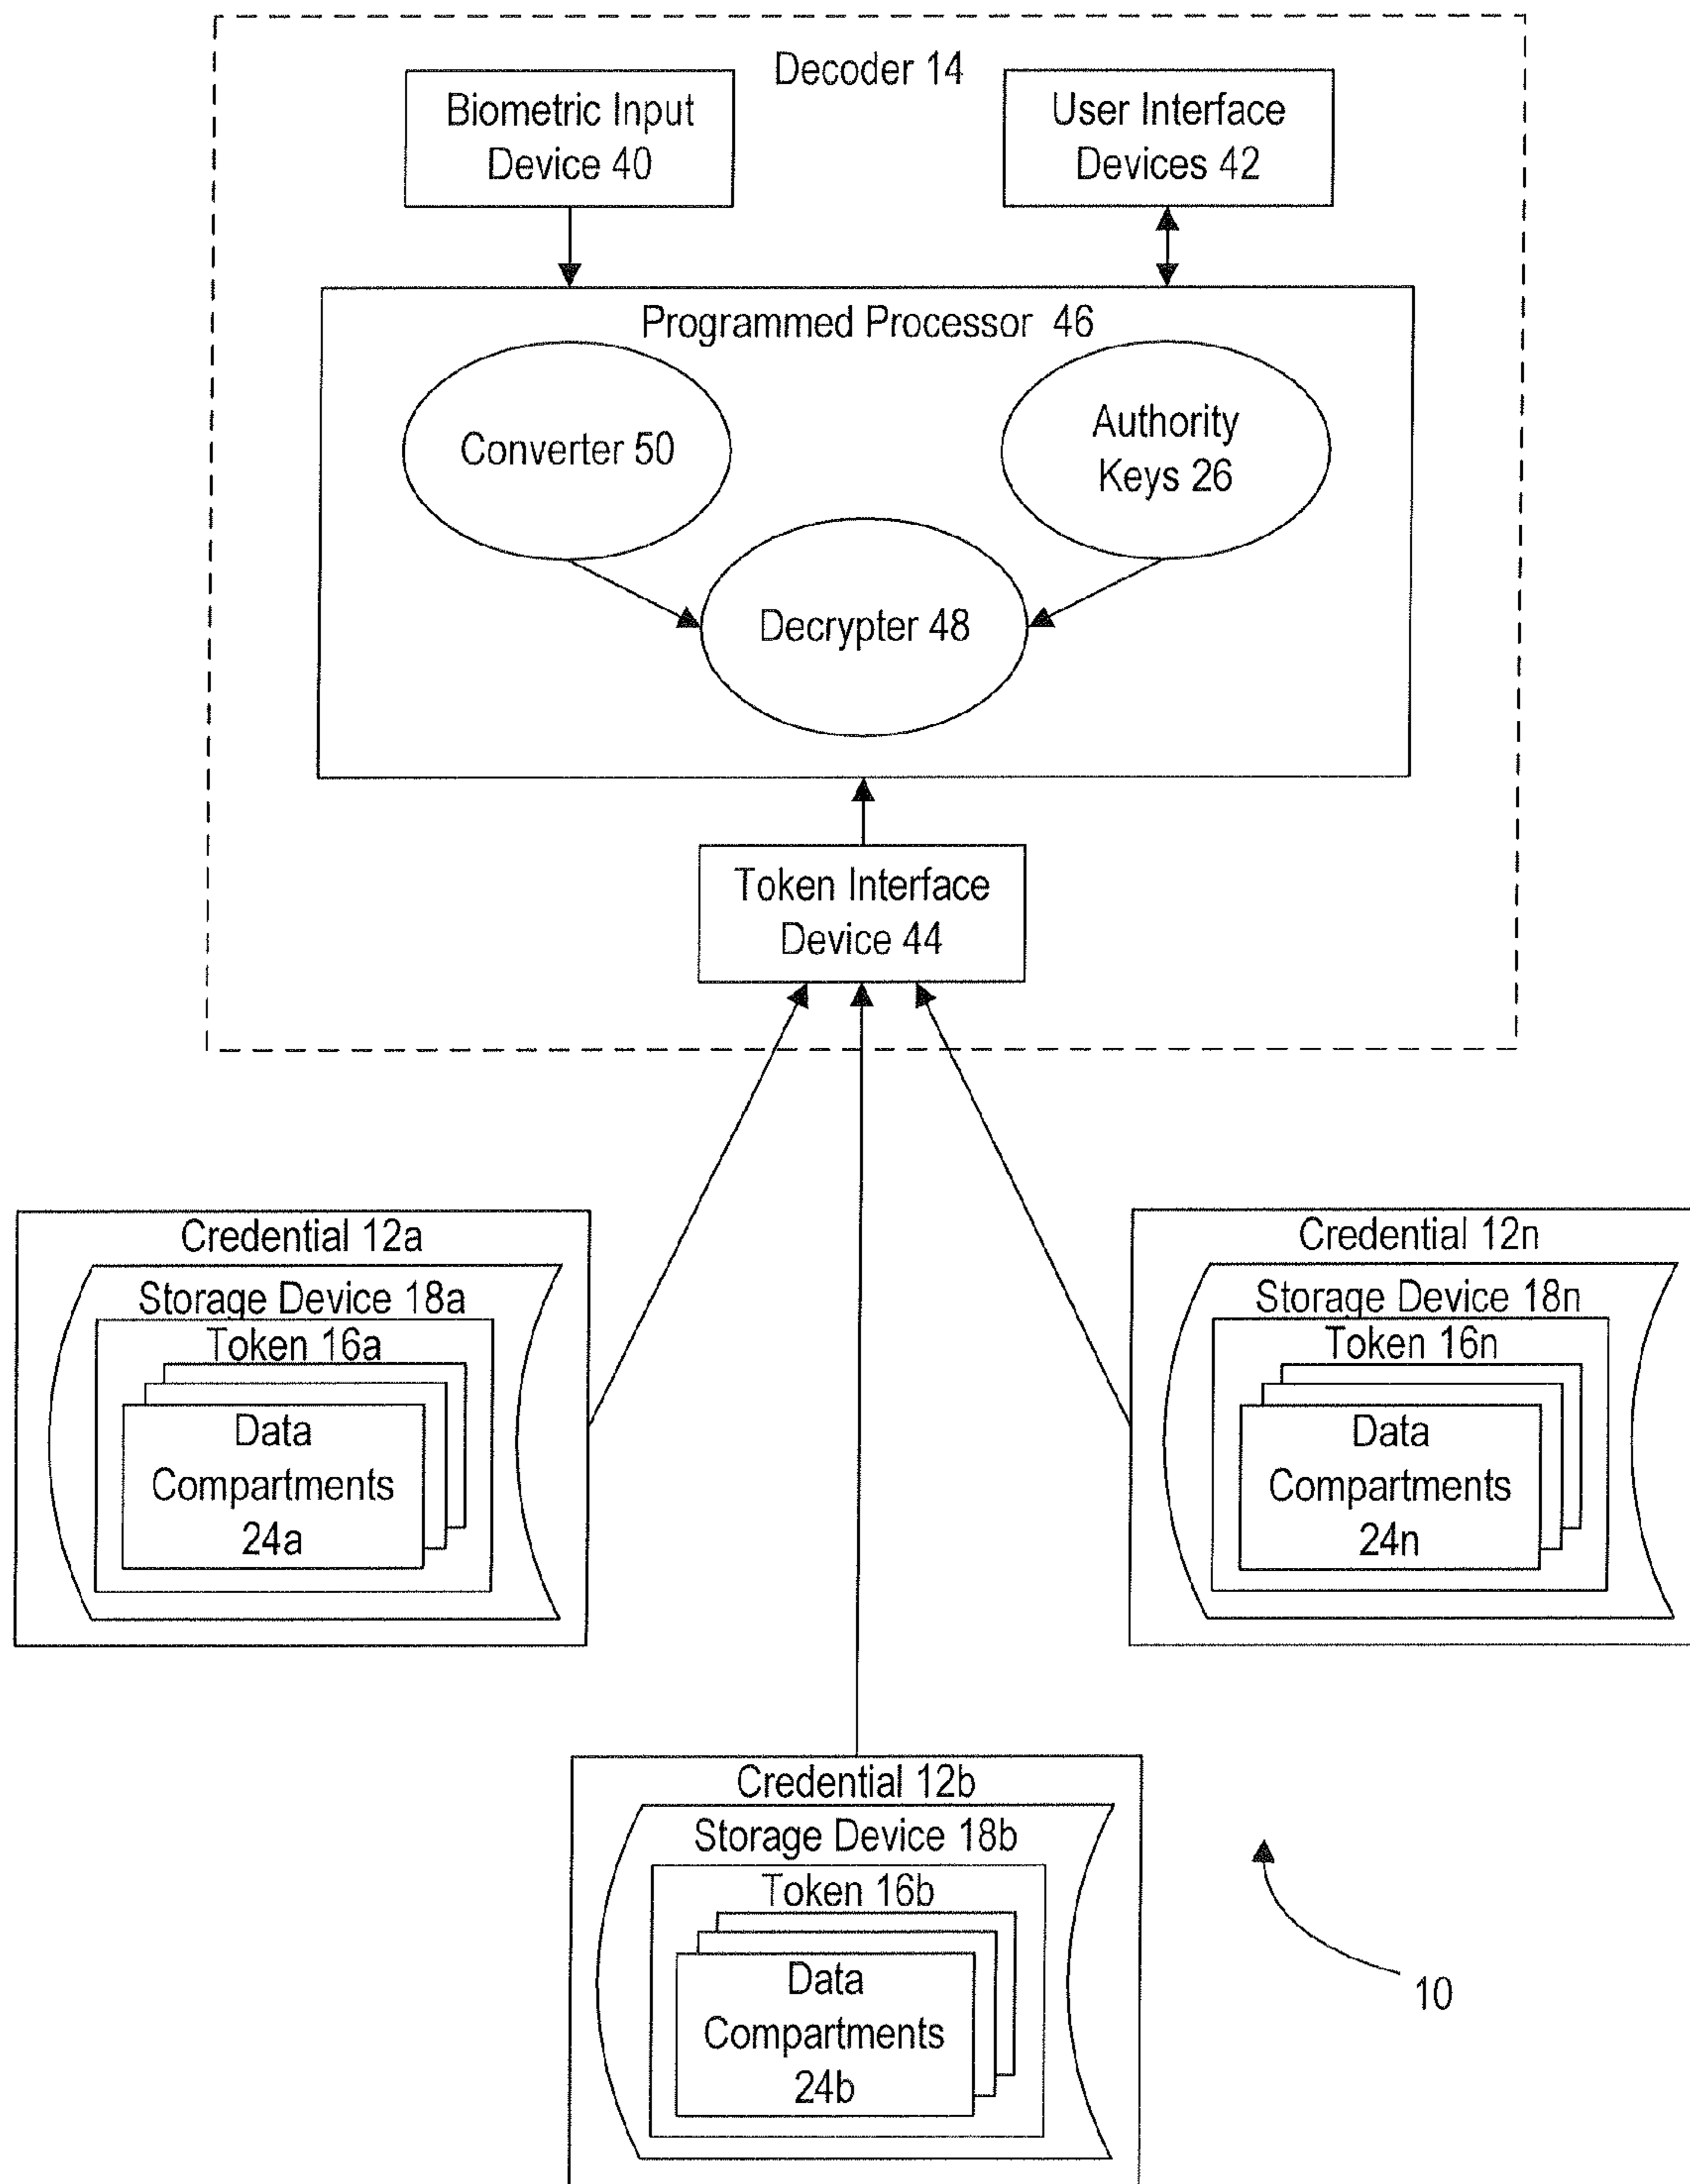 Decoder 14
Biometric Input
Device 40
User Interface
Devices 42
Programmed Processor 46
Converter 50
Authority
Keys 26
Decrypter 48
Token Interface
Device 44
Credential 12a
Storage Device 18a
Token 16a
Data
Compartments
24a
Credential 12n
Storage Device 18n
Token 16n
Data
Compartments
24n
Credential 12b
Storage Device 18b
Token 16b
Data
Compartments
24b
10